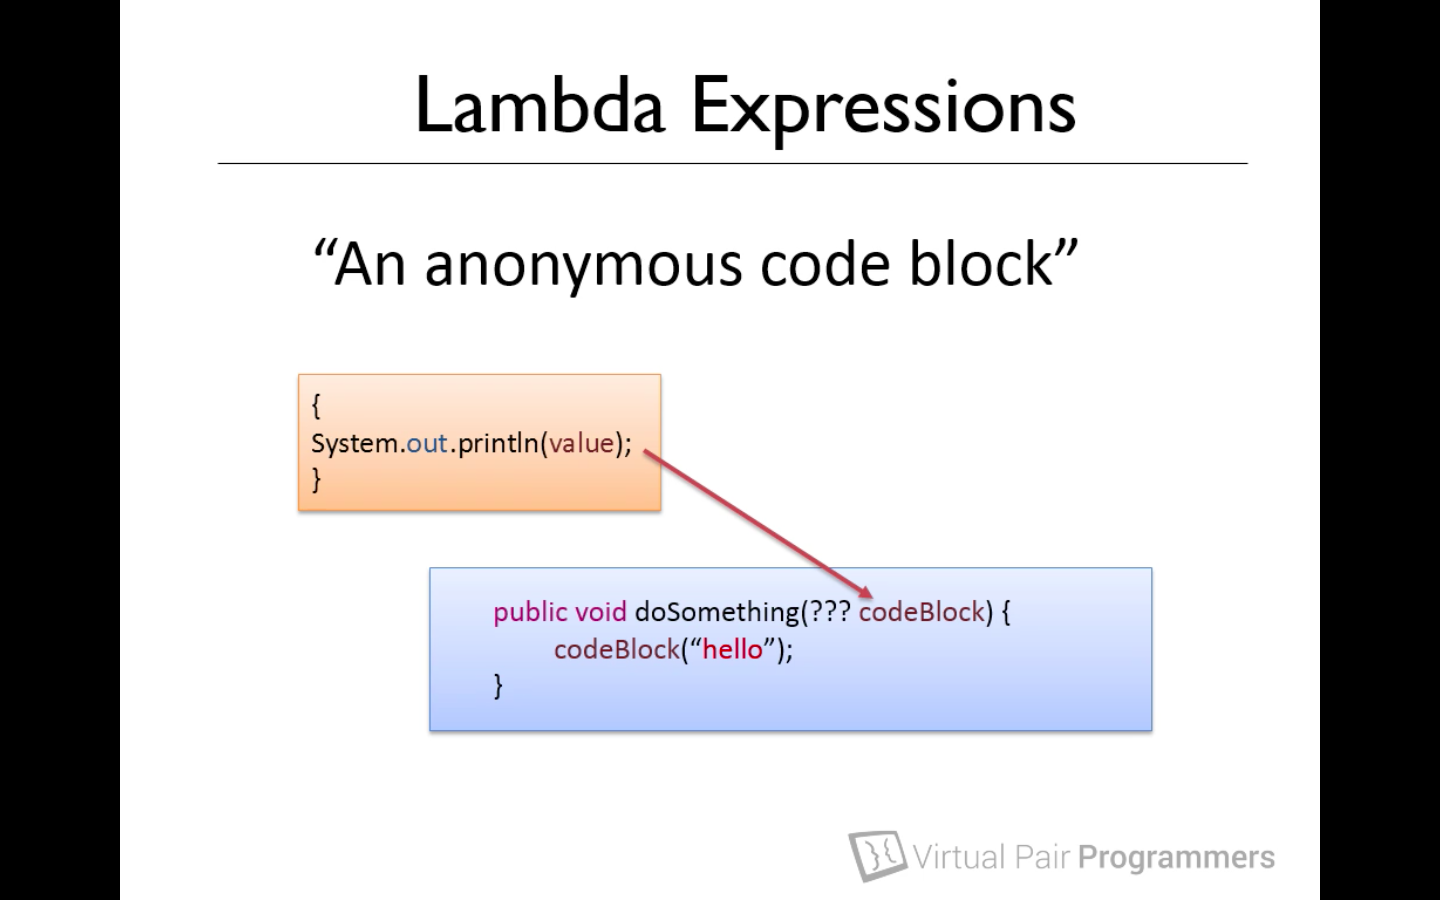 Lambda Expressions
“An anonymous code block”
{
System.out.println(value);
}
public void doSomething(??? codeBlock) {
codeBlock(“hello”);
}
Virtual Pair Programmers